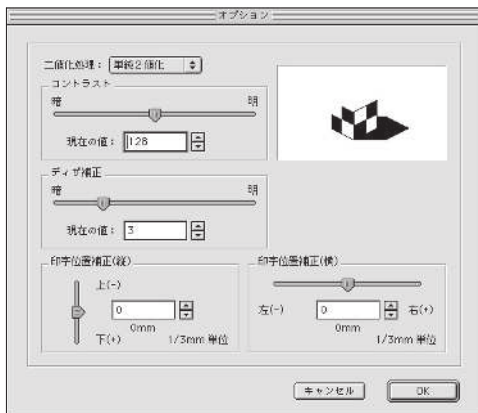 オプション
二値化処理： 単純２値化
コントラスト
暗 明
現在の値： 128
ディザ補正
暗 明
現在の値： 3
印字位置補正(縦)
上(-)
0
0mm
下(+) 1/3mm 単位
印字位置補正(横)
左(-) 0 右(+)
0mm
1/3mm 単位
キャンセル OK